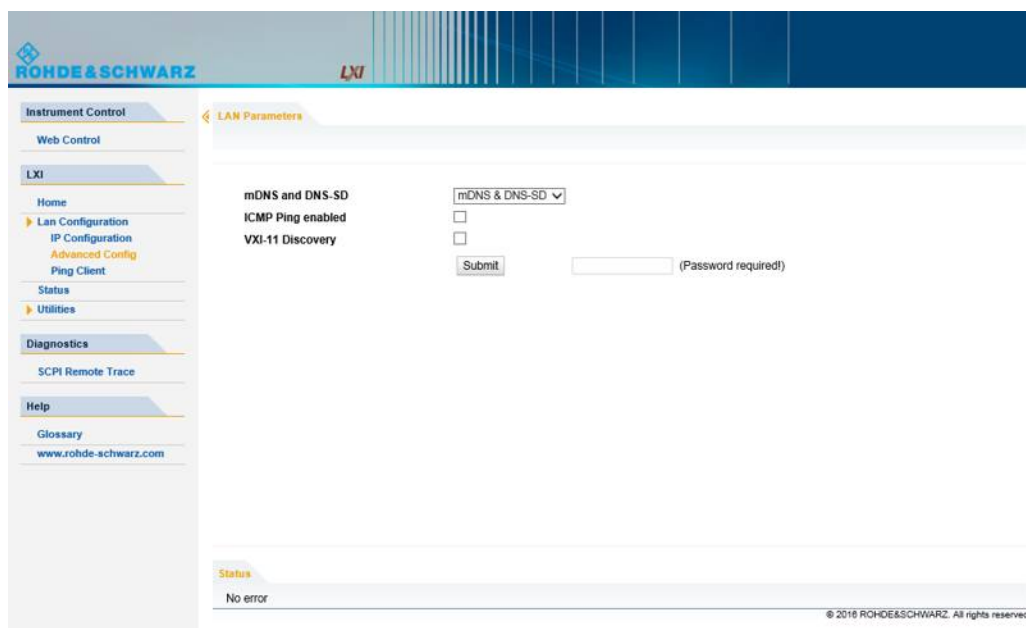 ROHDE&SCHWARZ
LXI
Instrument Control
Web Control
LXI
Home
Lan Configuration
IP Configuration
Advanced Config
Ping Client
Status
Utilities
Diagnostics
SCPI Remote Trace
Help
Glossary
www.rohde-schwarz.com
LAN Parameters
mDNS and DNS-SD mDNS & DNS-SD
ICMP Ping enabled
VXI-11 Discovery
Submit (Password required!)
Status
No error
© 2016 ROHDE&SCHWARZ. All rights reserved